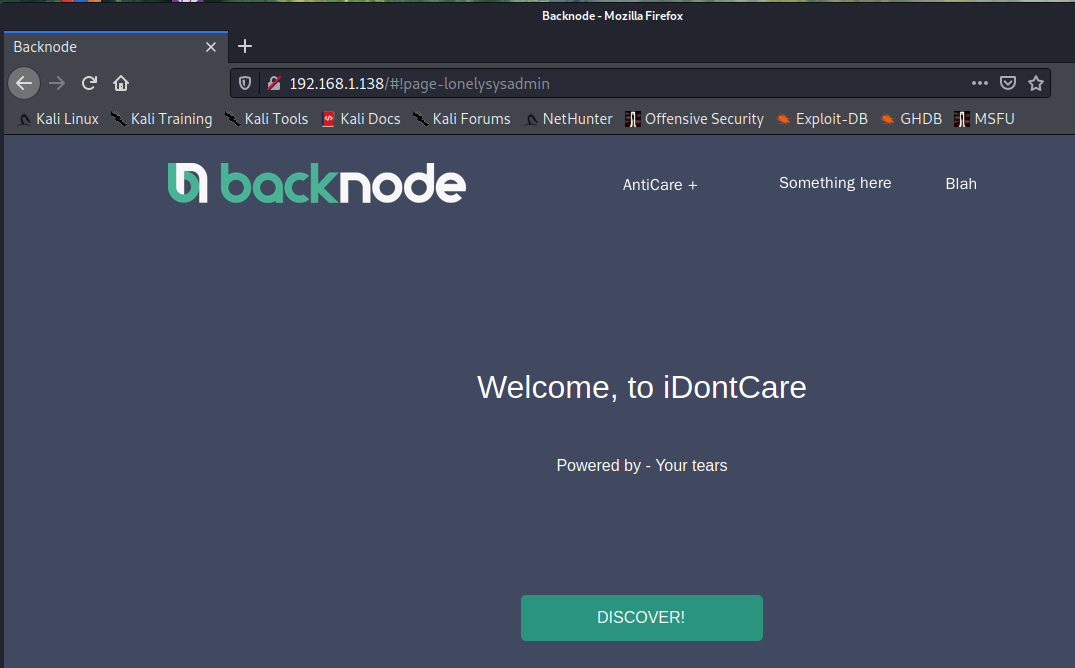 Backnode - Mozilla Firefox
Backnode
192.168.1.138/#!page-lonelysysadmin
Kali Linux Kali Training Kali Tools Kali Docs Kali Forums NetHunter Offensive Security Exploit-DB GHDB MSFU
backnode AntiCare + Something here Blah
Welcome, to iDontCare
Powered by - Your tears
DISCOVER!